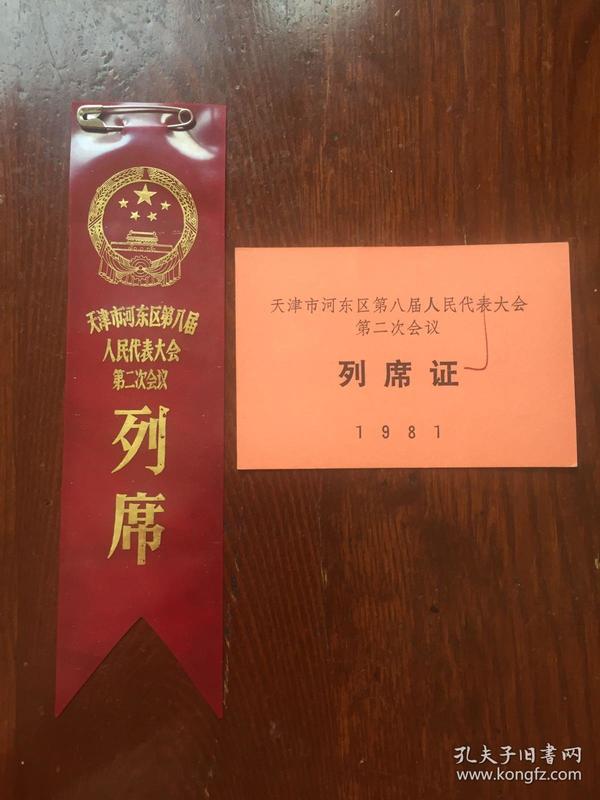 天津市河东区第八届
人民代表大会
第二次会议
列
席
天津市河东区第八届人民代表大会
第二次会议
列席证
1981
孔夫子旧書网
www.kongfz.com